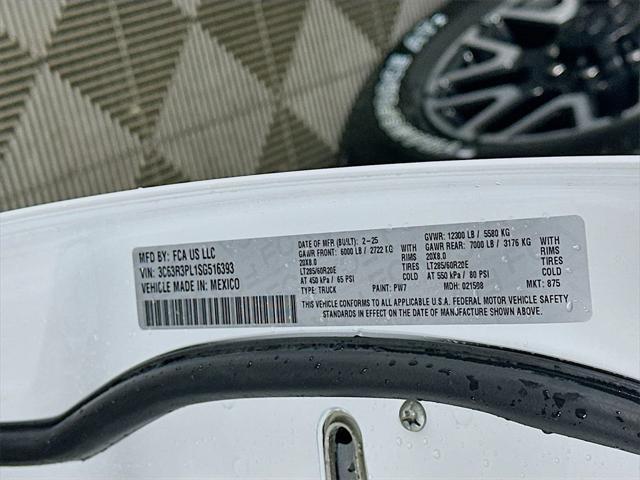 MFD BY: FCA US LLC
VIN: 3C63R3PL1SG516393
VEHICLE MADE IN: MEXICO
DATE OF MFR (BUILT): 2-25 GVWR: 12300 LB / 5580 KG
GAWR FRONT: 6000 LB / 2722 KG WITH GAWR REAR: 7000 LB / 3176 KG WITH
20X8.0 RIMS 20X8.0 RIMS
LT285/60R20E TIRES LT285/60R20E TIRES
AT 450 kPa / 65 PSI COLD AT 550 kPa / 80 PSI COLD
TYPE: TRUCK PAINT: PW7 MDH: 021508 MKT: 875
THIS VEHICLE CONFORMS TO ALL APPLICABLE U.S.A. FEDERAL MOTOR VEHICLE SAFETY
STANDARDS IN EFFECT ON THE DATE OF MANUFACTURE SHOWN ABOVE.